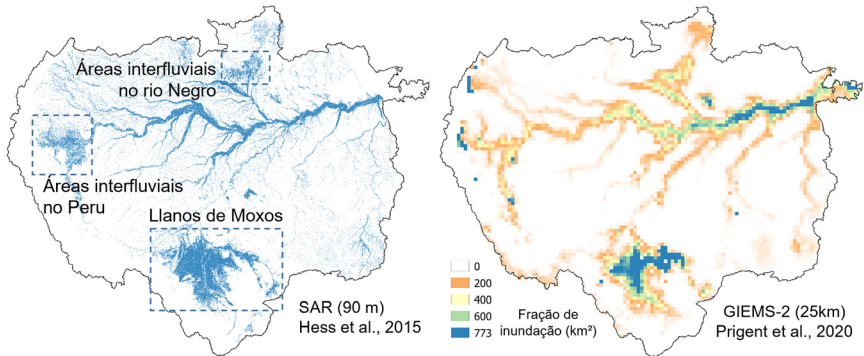 Áreas interfluviais
no rio Negro
Áreas interfluviais
no Peru
Llanos de Moxos
SAR (90 m)
Hess et al., 2015
0
200
400
600
773
Fração de
inundação (km²)
GIEMS-2 (25km)
Prigent et al., 2020